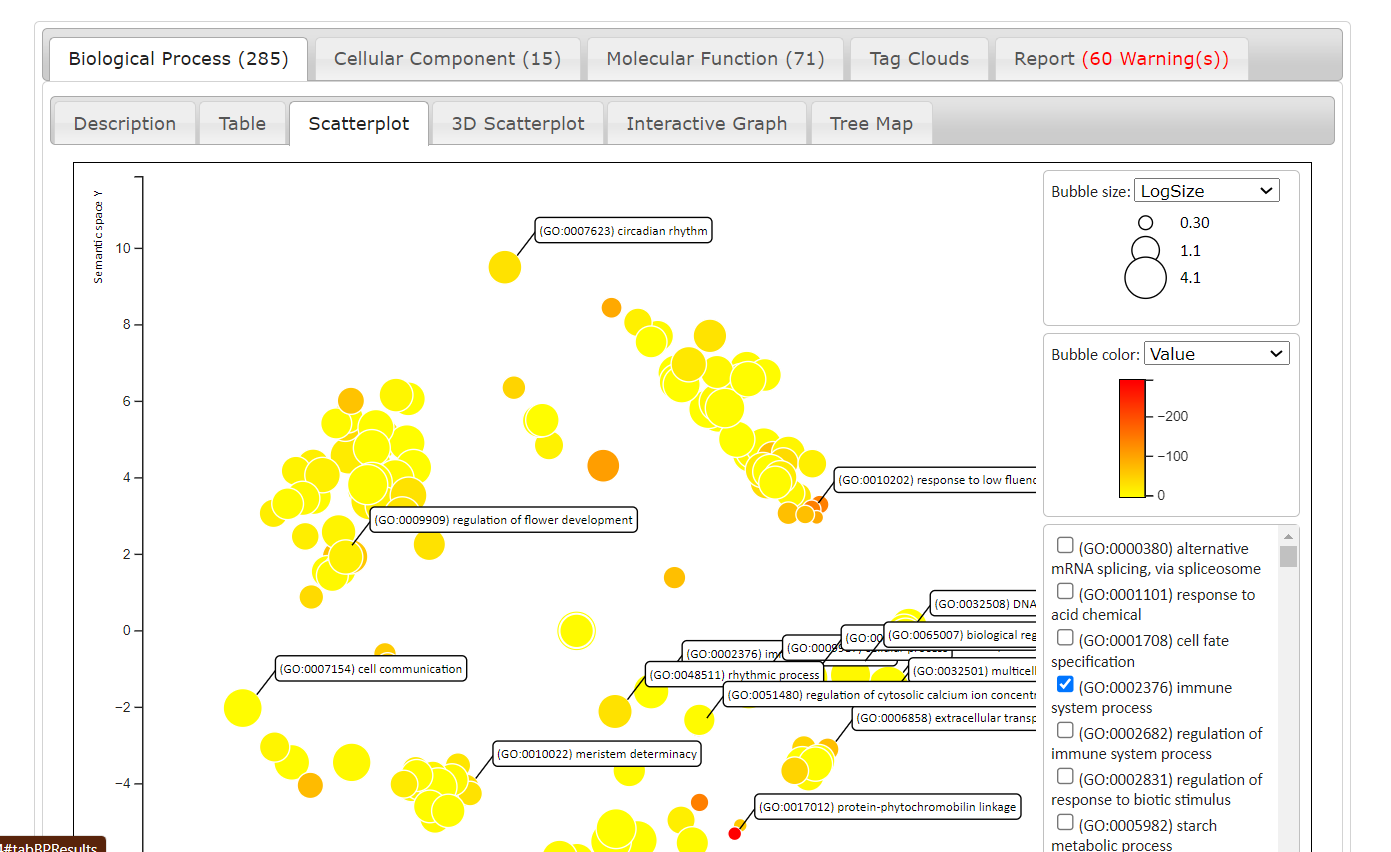 Biological Process (285)
Cellular Component (15)
Molecular Function (71)
Tag Clouds
Report (60 Warning(s))
Description
Table
Scatterplot
3D Scatterplot
Interactive Graph
Tree Map
Semantic space Y
10
8
6
4
2
0
−2
−4
(GO:0007623) circadian rhythm
(GO:0010202) response to low
(GO:0009909) regulation of flower development
(GO:0032508) DNA
(GO:0065007) biological
(GO:0002376)
(GO:0007154) cell communication
(GO:0048511) rhythmic process
(GO:0032501)
(GO:0051480) regulation of cytosolic calcium ion
(GO:0006858) extracellular
(GO:0010022) meristem determinacy
(GO:0017012) protein-phytochromobilin linkage
Bubble size: LogSize
0.30
1.1
4.1
Bubble color: Value
−200
−100
0
(GO:0000380) alternative
mRNA splicing, via spliceosome
(GO:0001101) response to
acid chemical
(GO:0001708) cell fate
specification
(GO:0002376) immune
system process
(GO:0002682) regulation of
immune system process
(GO:0002831) regulation of
response to biotic stimulus
(GO:0005982) starch
metabolic process
#tabBPResults